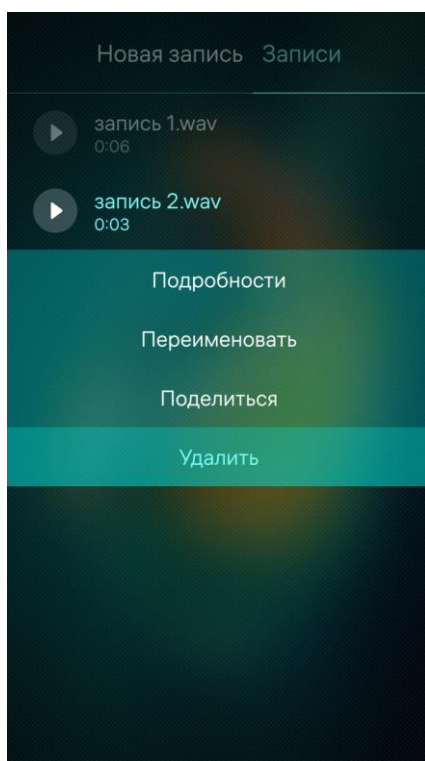 Новая запись Записи
запись 1.wav
0:06
запись 2.wav
0:03
Подробности
Переименовать
Поделиться
Удалить